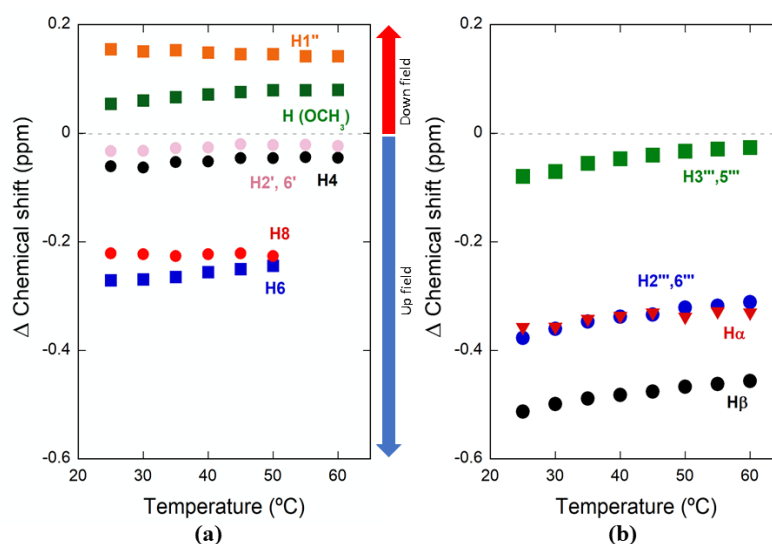 Δ Chemical shift (ppm)
0.2
0
-0.2
-0.4
-0.6
H1"
H (OCH3)
H2', 6'
H4
H8
H6
20
30
40
50
60
Temperature (ºC)
(a)
Down field
Up field
Δ Chemical shift (ppm)
0.2
0
-0.2
-0.4
-0.6
H3''',5'''
H2''',6'''
Hα
Hβ
20
30
40
50
60
Temperature (ºC)
(b)